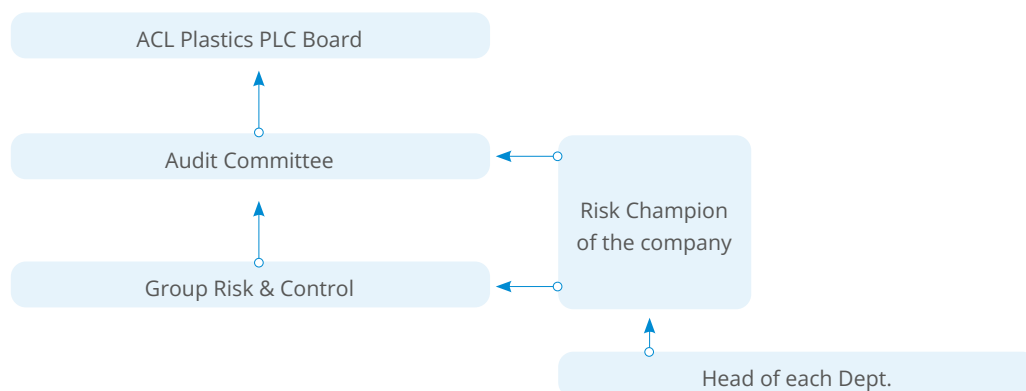 ACL Plastics PLC Board
Audit Committee
Risk Champion
of the company
Group Risk & Control
Head of each Dept.